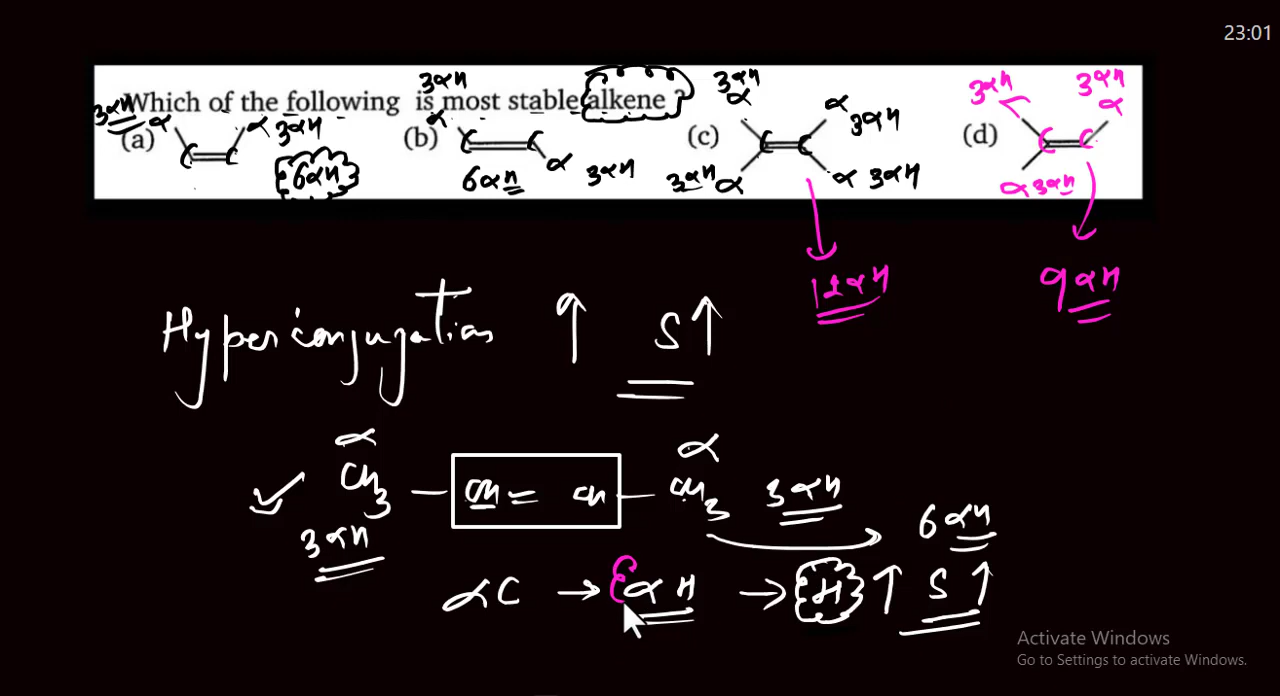 23:01
3αH 3αH 3αH 3αH
Which of the following is most stable alkene ?
3αH α α 3αH α α α 3αH α
(a) C C (b) C C (c) C C (d) C C
6αH 6αH α 3αH 3αH α α 3αH α 3αH
12αH 9αH
Hyperconjugation ↑ S↑
α α
CH3 — CH = CH — CH3 3αH
3αH 6αH
αC → αH → H ↑ S ↑
Activate Windows
Go to Settings to activate Windows.